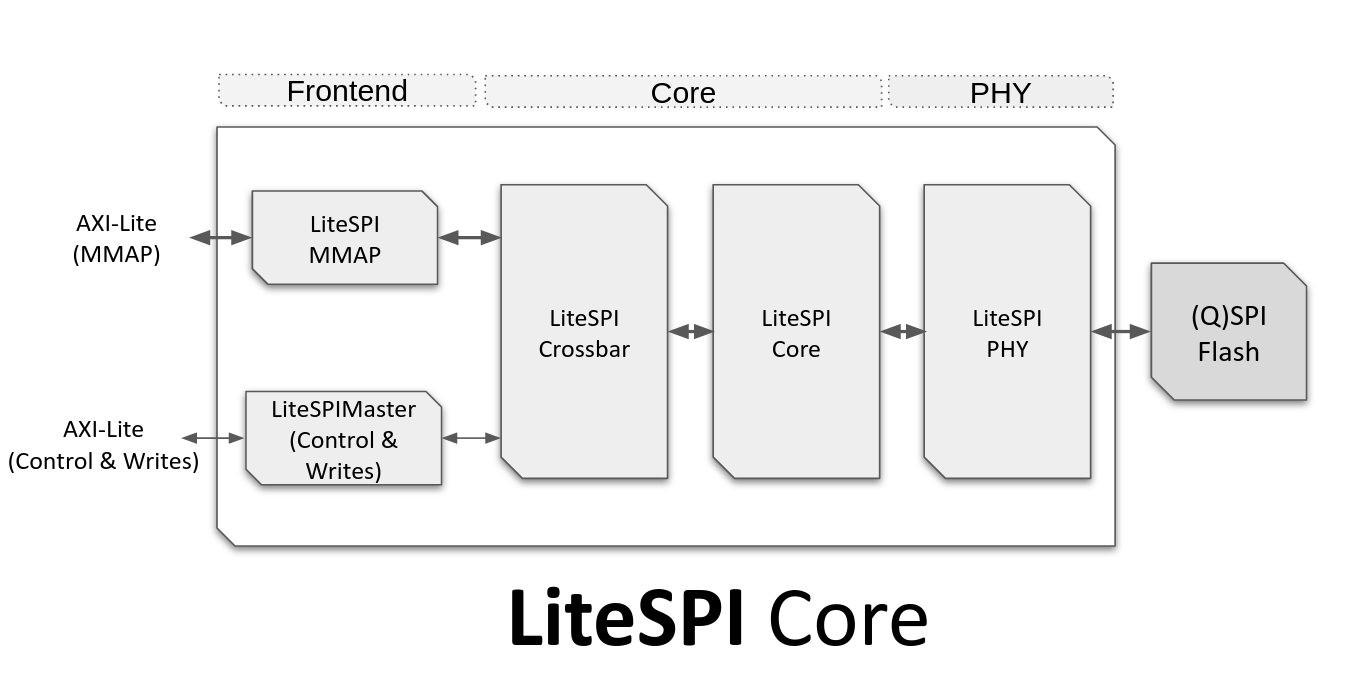 Frontend
Core
PHY
AXI-Lite
(MMAP)
LiteSPI
MMAP
AXI-Lite
(Control & Writes)
LiteSPIMaster
(Control &
Writes)
LiteSPI
Crossbar
LiteSPI
Core
LiteSPI
PHY
(Q)SPI
Flash
LiteSPI Core